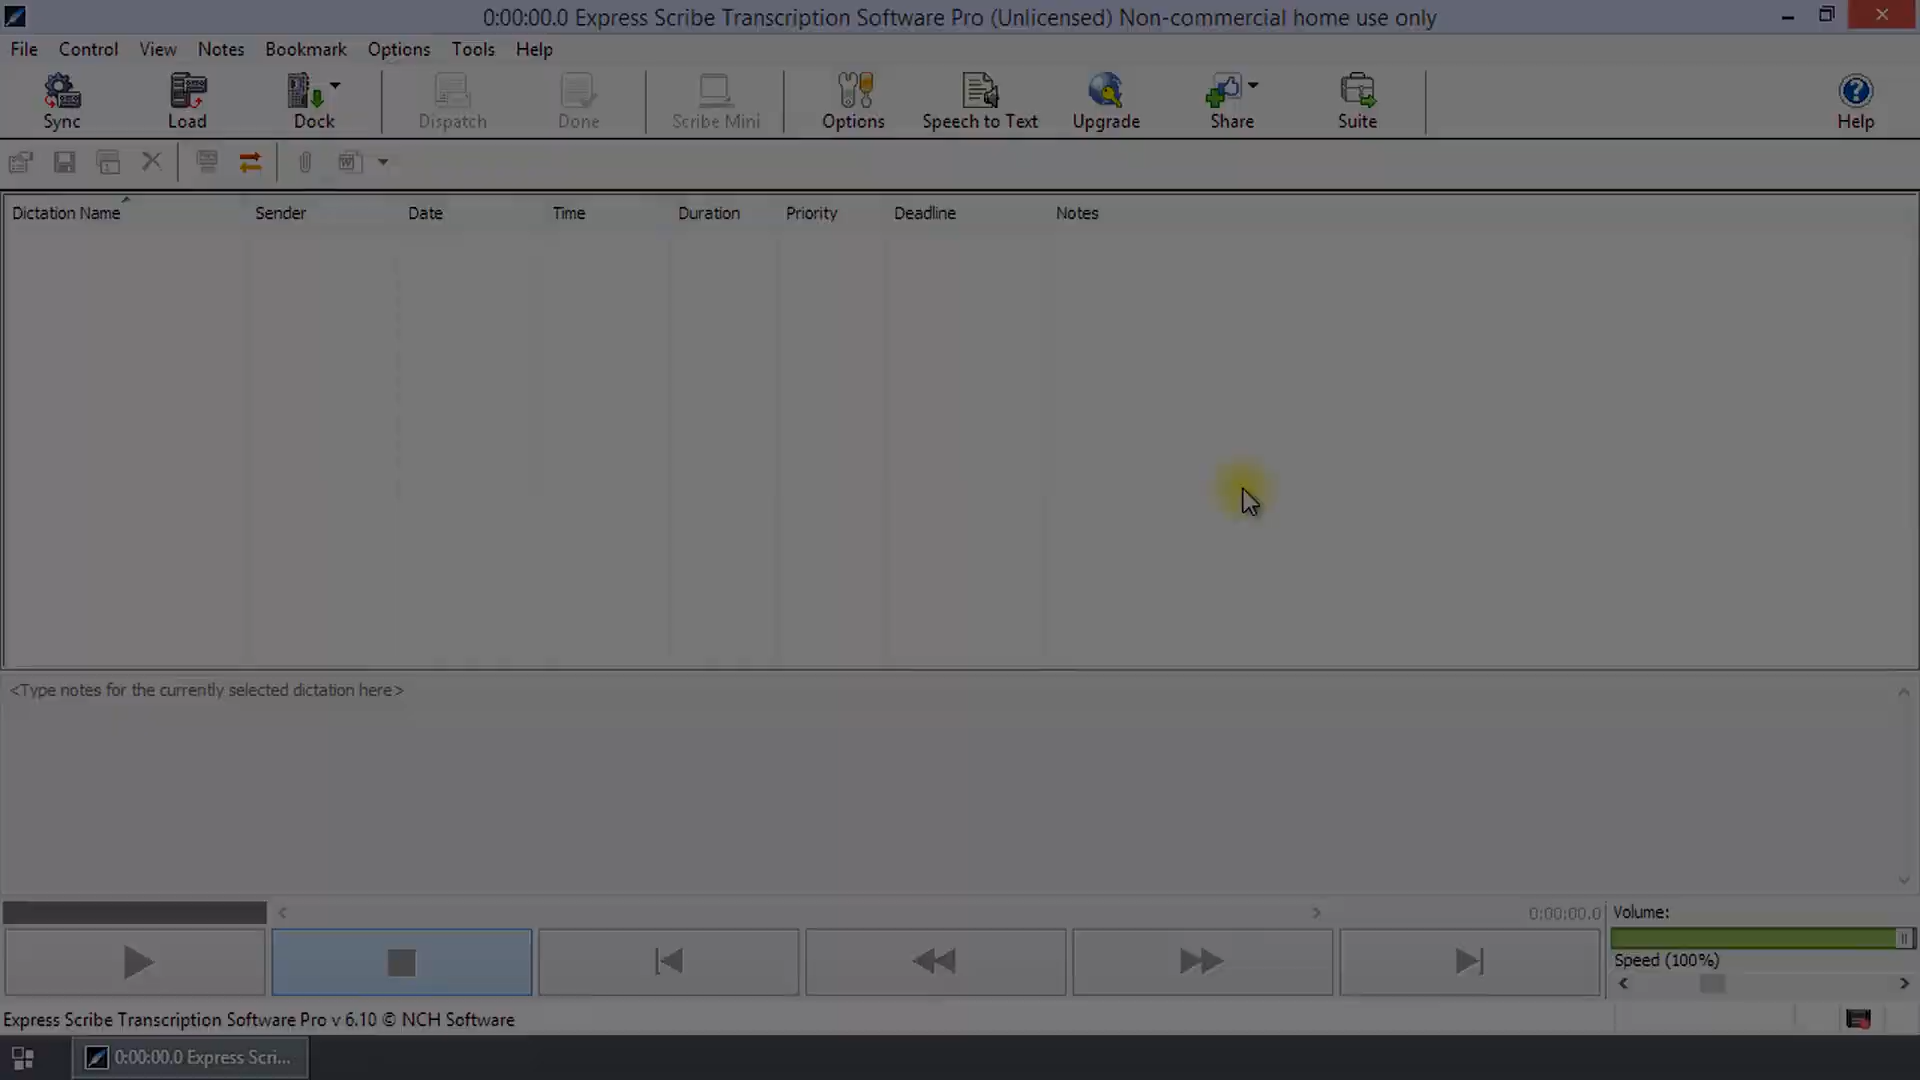 0:00:00.0 Express Scribe Transcription Software Pro (Unlicensed) Non-commercial home use only
File Control View Notes Bookmark Options Tools Help
Sync Load Dock Dispatch Done Scribe Mini Options Speech to Text Upgrade Share Suite Help
Dictation Name Sender Date Time Duration Priority Deadline Notes
<Type notes for the currently selected dictation here>
0:00:00.0 Volume:
Speed (100%)
Express Scribe Transcription Software Pro v 6.10 © NCH Software
0:00:00.0 Express Scri...